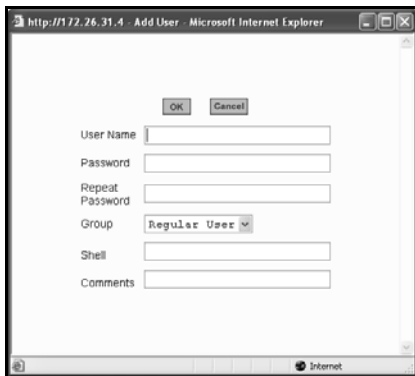 http://172.26.31.4 - Add User - Microsoft Internet Explorer
OK Cancel
User Name
Password
Repeat
Password
Group Regular User
Shell
Comments
Internet